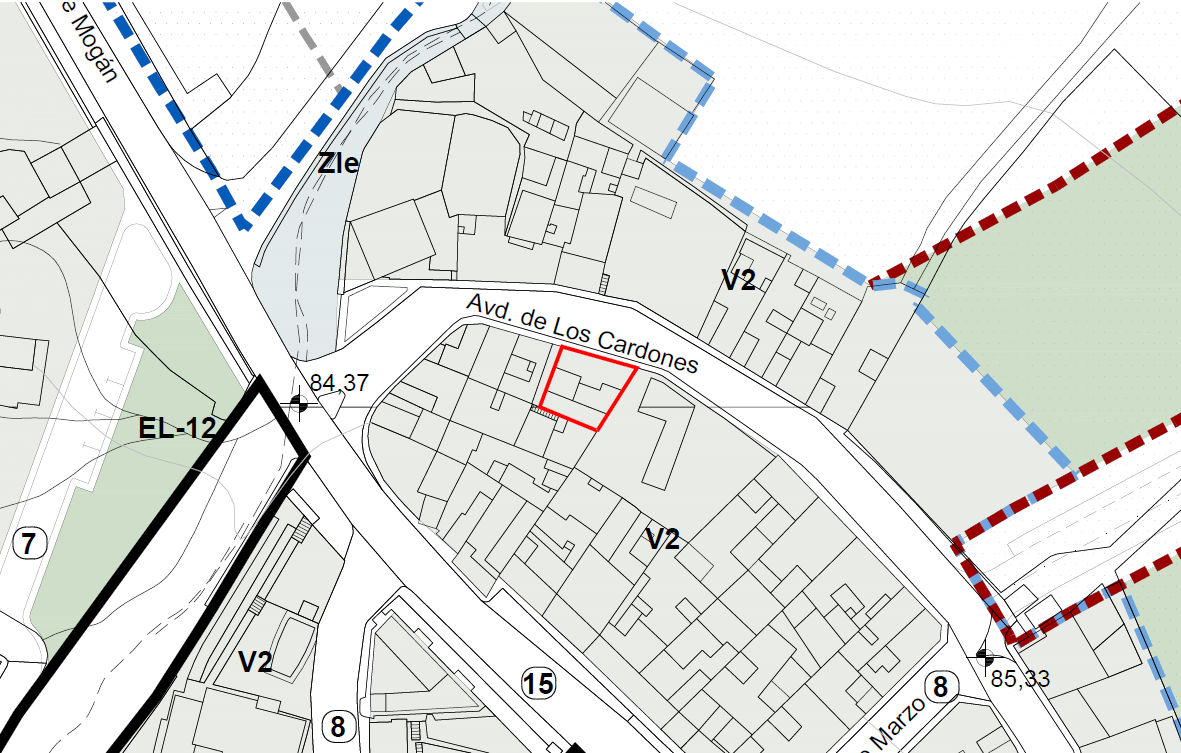 e Mogán
ZIe
V2
Avd. de Los Cardones
84,37
EL-12
7
V2
V2
15
8
85,33
8
e Marzo